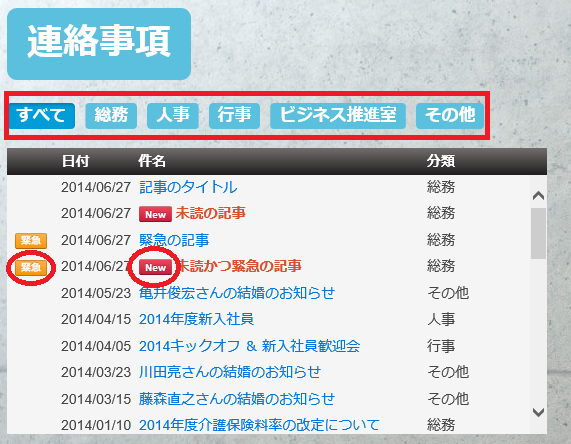 連絡事項
すべて 総務 人事 行事 ビジネス推進室 その他
日付 件名 分類
2014/06/27 記事のタイトル 総務
2014/06/27 New 未読の記事 総務
緊急 2014/06/27 緊急の記事 総務
緊急 2014/06/27 New 未読かつ緊急の記事 総務
2014/05/23 亀井俊宏さんの結婚のお知らせ その他
2014/04/15 2014年度新入社員 人事
2014/04/05 2014キックオフ & 新入社員歓迎会 行事
2014/03/23 川田亮さんの結婚のお知らせ その他
2014/03/15 藤森直之さんの結婚のお知らせ その他
2014/01/10 2014年度介護保険料率の改定について 総務